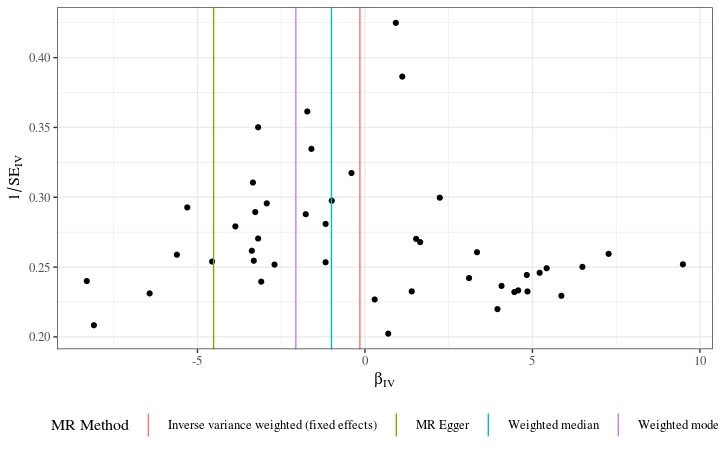 0.40
0.35
0.30
0.25
0.20
1/SE_IV
-5 0 5 10
β_IV
MR Method Inverse variance weighted (fixed effects) MR Egger Weighted median Weighted mode